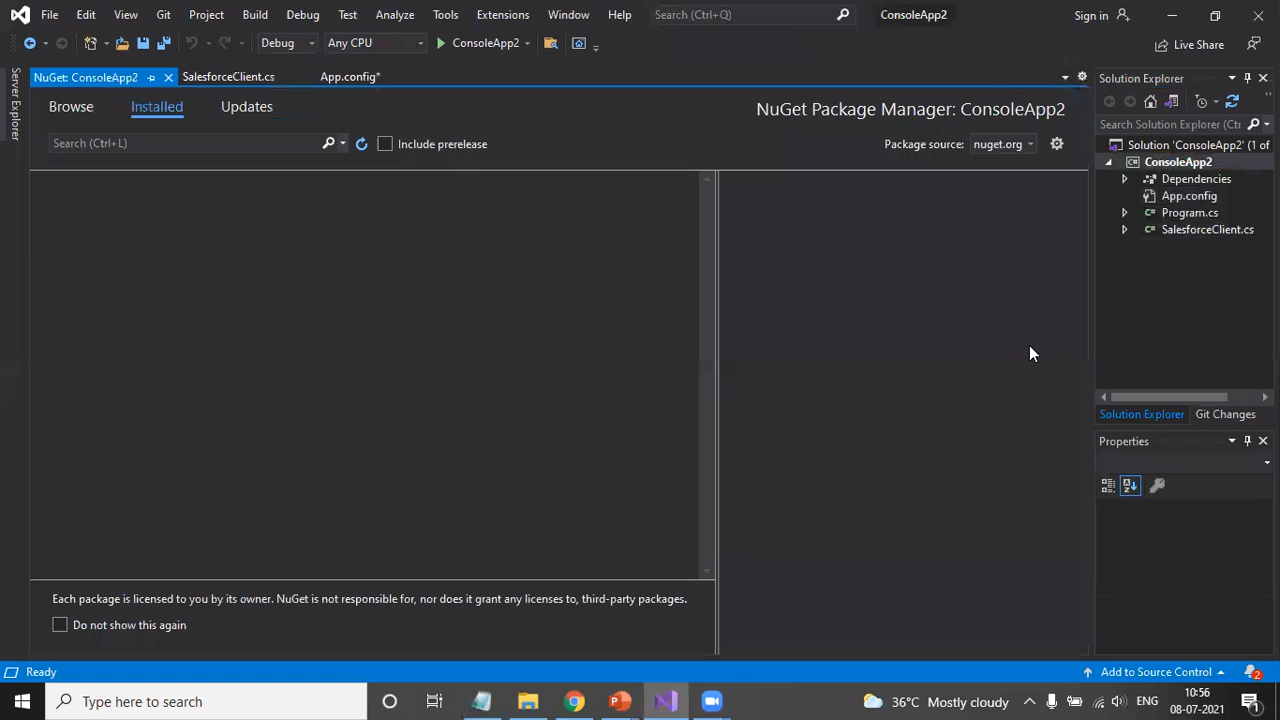 File Edit View Git Project Build Debug Test Analyze Tools Extensions Window Help Search (Ctrl+Q) ConsoleApp2 Sign in
Debug Any CPU ConsoleApp2 Live Share
Server Explorer
NuGet: ConsoleApp2 SalesforceClient.cs App.config*
Browse Installed Updates NuGet Package Manager: ConsoleApp2
Search (Ctrl+L) Include prerelease Package source: nuget.org
Each package is licensed to you by its owner. NuGet is not responsible for, nor does it grant any licenses to, third-party packages.
Do not show this again
Solution Explorer
Search Solution Explorer (Ctrl
Solution 'ConsoleApp2' (1 of
ConsoleApp2
Dependencies
App.config
Program.cs
SalesforceClient.cs
Solution Explorer Git Changes
Properties
Ready Add to Source Control 2
Type here to search 36°C Mostly cloudy ENG 10:56
08-07-2021 1